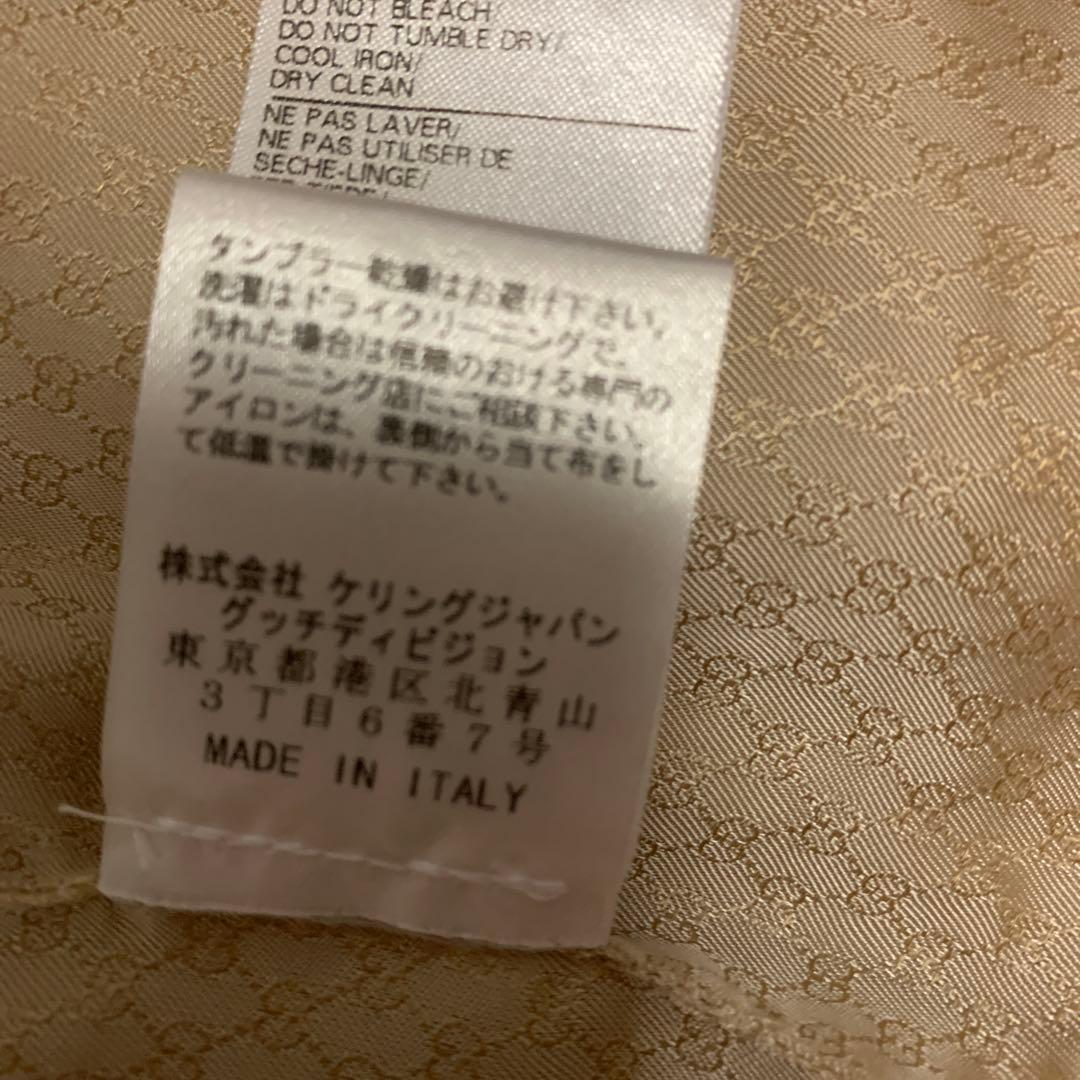 DO NOT BLEACH
DO NOT TUMBLE DRY/
COOL IRON/
DRY CLEAN
NE PAS LAVER/
NE PAS UTILISER DE
SECHE-LINGE/
タンブラー乾燥はお避け下さい。
洗濯はドライクリーニングで、
汚れた場合は信頼のおける専門の
クリーニング店にご相談下さい。
アイロンは、裏側から当て布をし
て低温で掛けて下さい。
株式会社 ケリングジャパン
グッチディビジョン
東京都港区北青山
3丁目6番7号
MADE IN ITALY